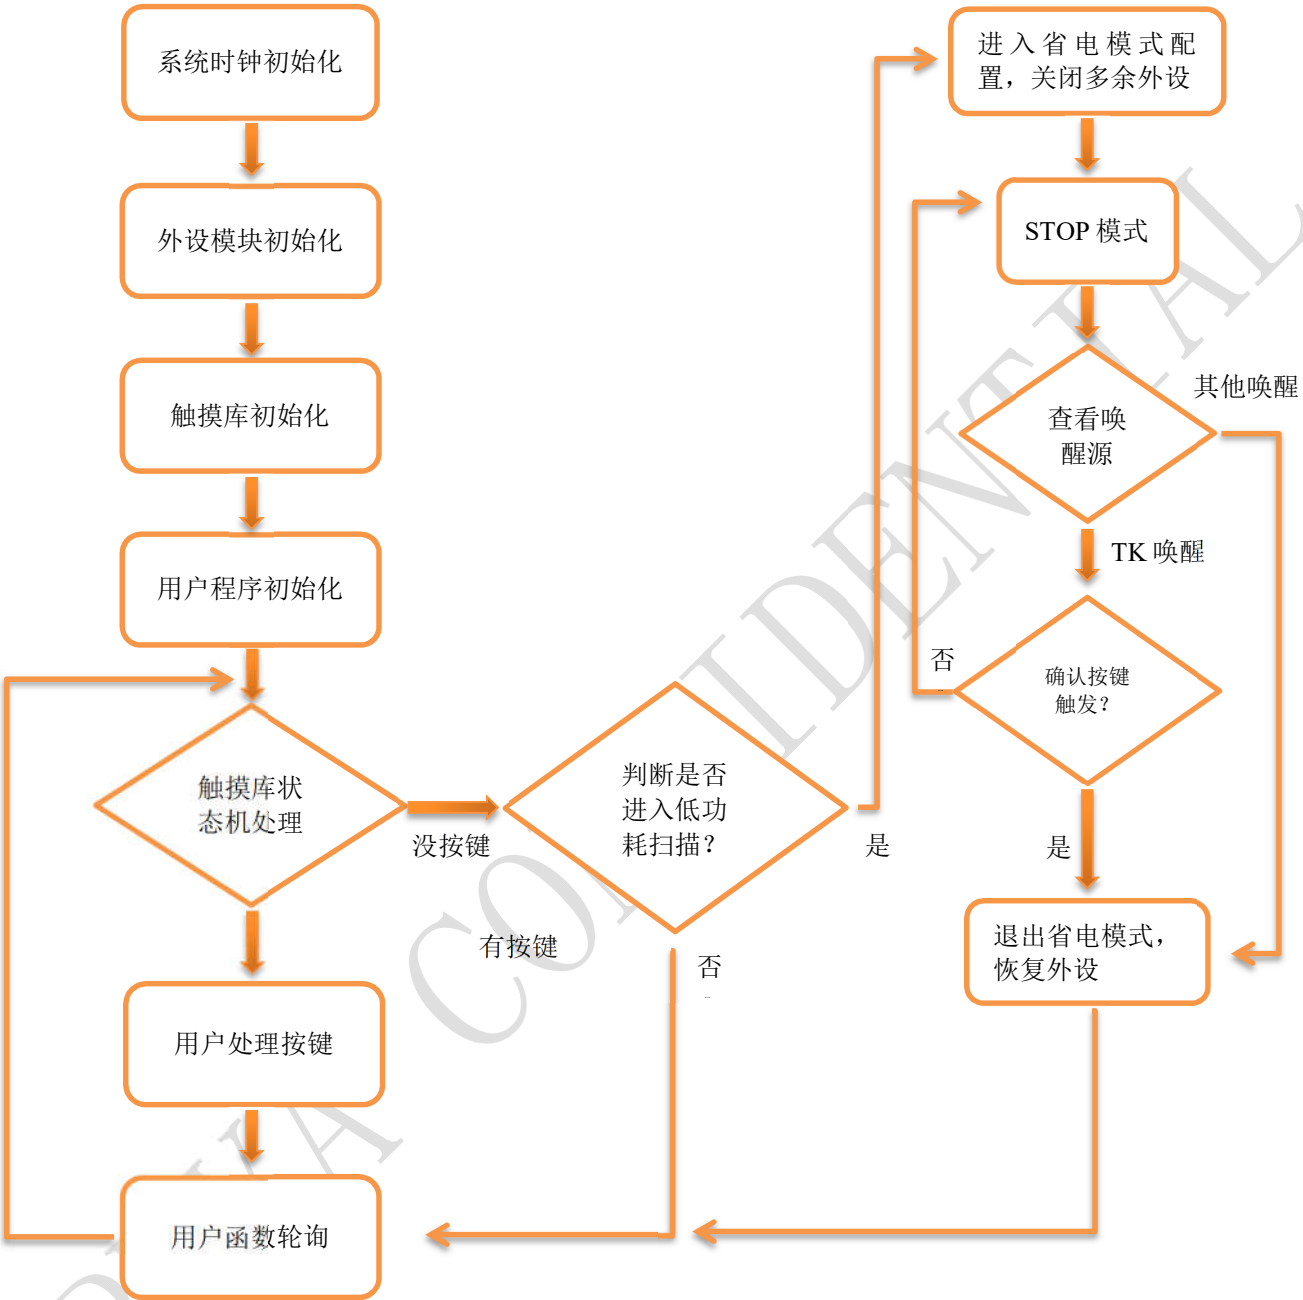 系统时钟初始化
外设模块初始化
触摸库初始化
用户程序初始化
触摸库状
态机处理
没按键
有按键
用户处理按键
用户函数轮询
判断是否
进入低功
耗扫描?
是
否
进入省电模式配
置，关闭多余外设
STOP 模式
查看唤
醒源
其他唤醒
TK 唤醒
确认按键
触发?
否
是
退出省电模式，
恢复外设
CONFIDENTIAL